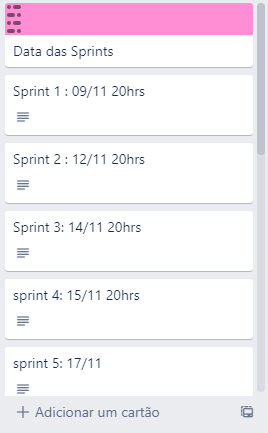 Data das Sprints
Sprint 1 : 09/11 20hrs
Sprint 2 : 12/11 20hrs
Sprint 3: 14/11 20hrs
sprint 4: 15/11 20hrs
sprint 5: 17/11
Adicionar um cartão